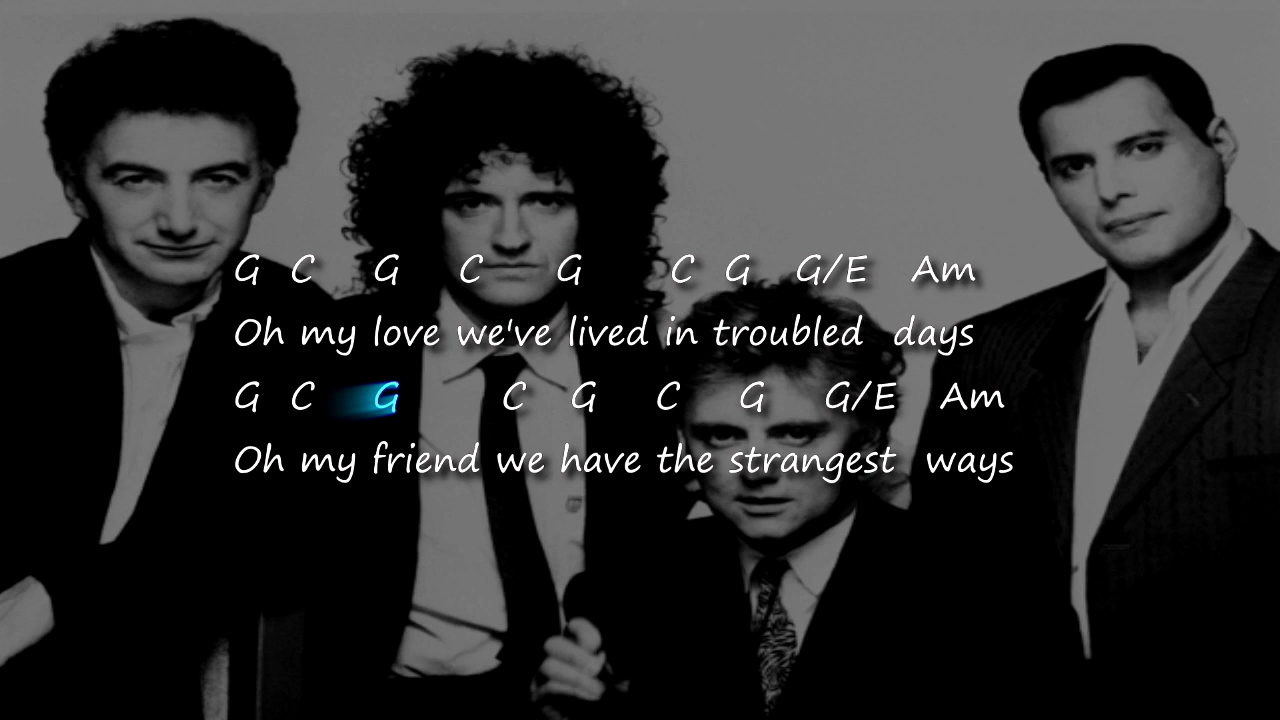 G C G C G C G G/E Am
Oh my love we've lived in troubled days
G C G C G C G G/E Am
Oh my friend we have the strangest ways